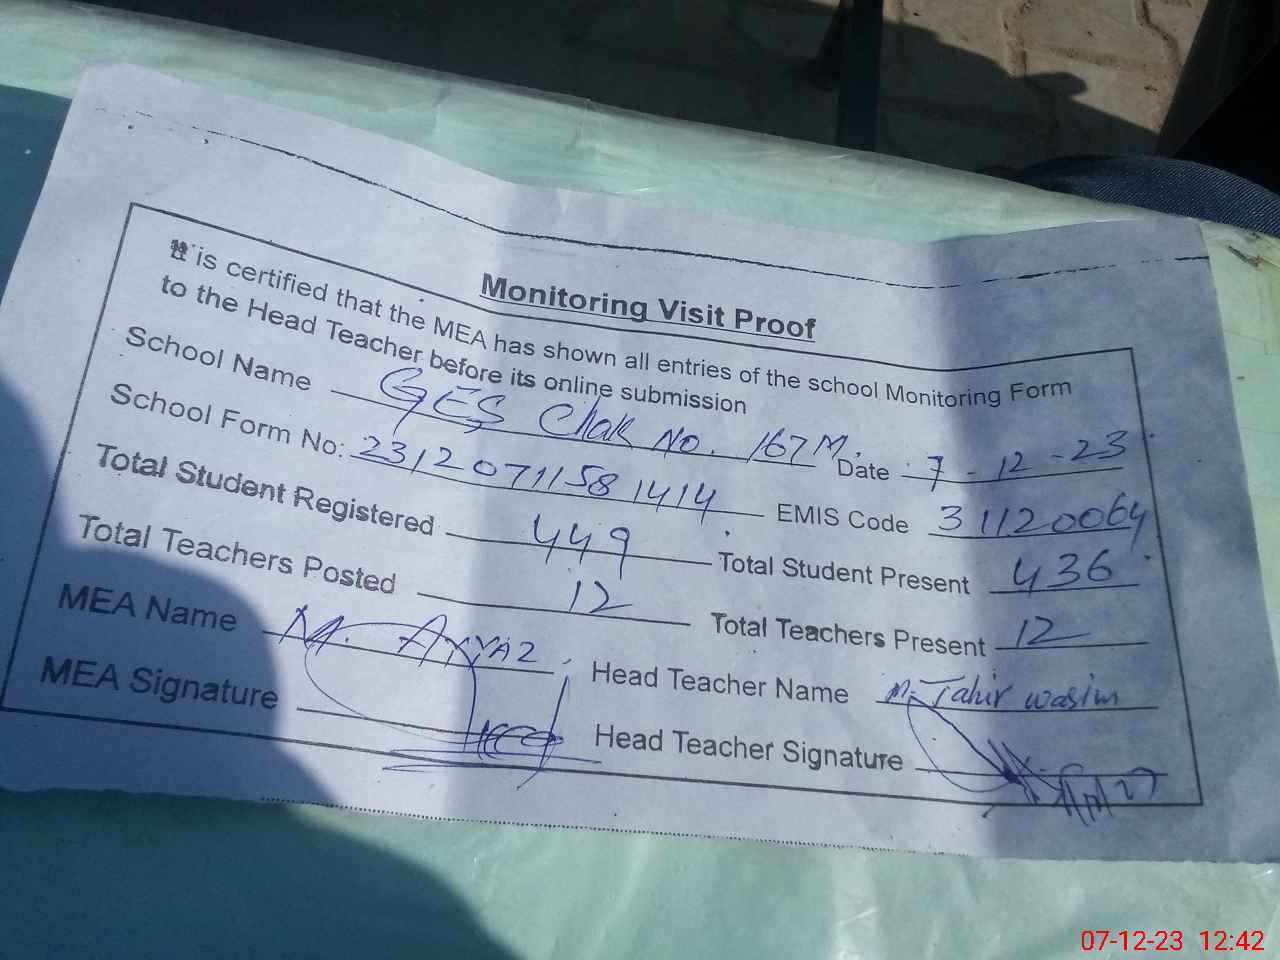 Monitoring Visit Proof
It is certified that the MEA has shown all entries of the school Monitoring Form
to the Head Teacher before its online submission
School Name GES Chak No. 167M. Date 7-12-23
School Form No: 23120711581414 EMIS Code 31120064
Total Student Registered 449 Total Student Present 436
Total Teachers Posted 12 Total Teachers Present 12
MEA Name M. Ayyaz Head Teacher Name M. Tahir wasim
MEA Signature Head Teacher Signature
07-12-23 12:42